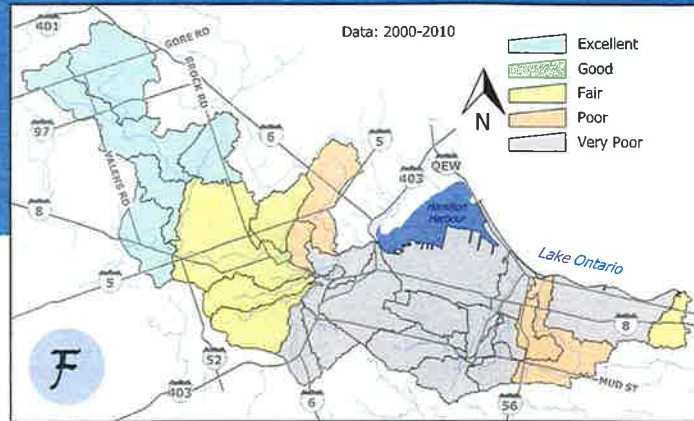 Data: 2000-2010
Excellent
Good
Fair
Poor
Very Poor
N
401
GORE RD
BROCK RD
97
VALENS RD
6
5
403
QEW
8
Hamilton
Harbour
Lake Ontario
5
8
52
403
6
56
MUD ST
F